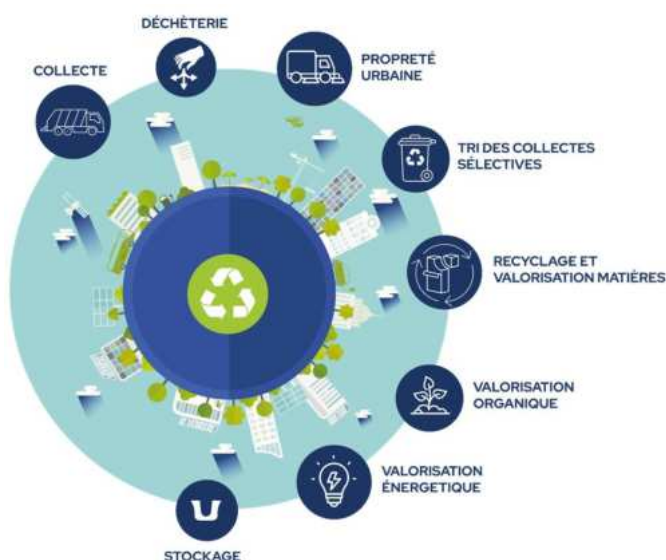 DÉCHÈTERIE
COLLECTE
PROPRETÉ
URBAINE
TRI DES COLLECTES
SÉLECTIVES
RECYCLAGE ET
VALORISATION MATIÈRES
VALORISATION
ORGANIQUE
VALORISATION
ÉNERGETIQUE
STOCKAGE